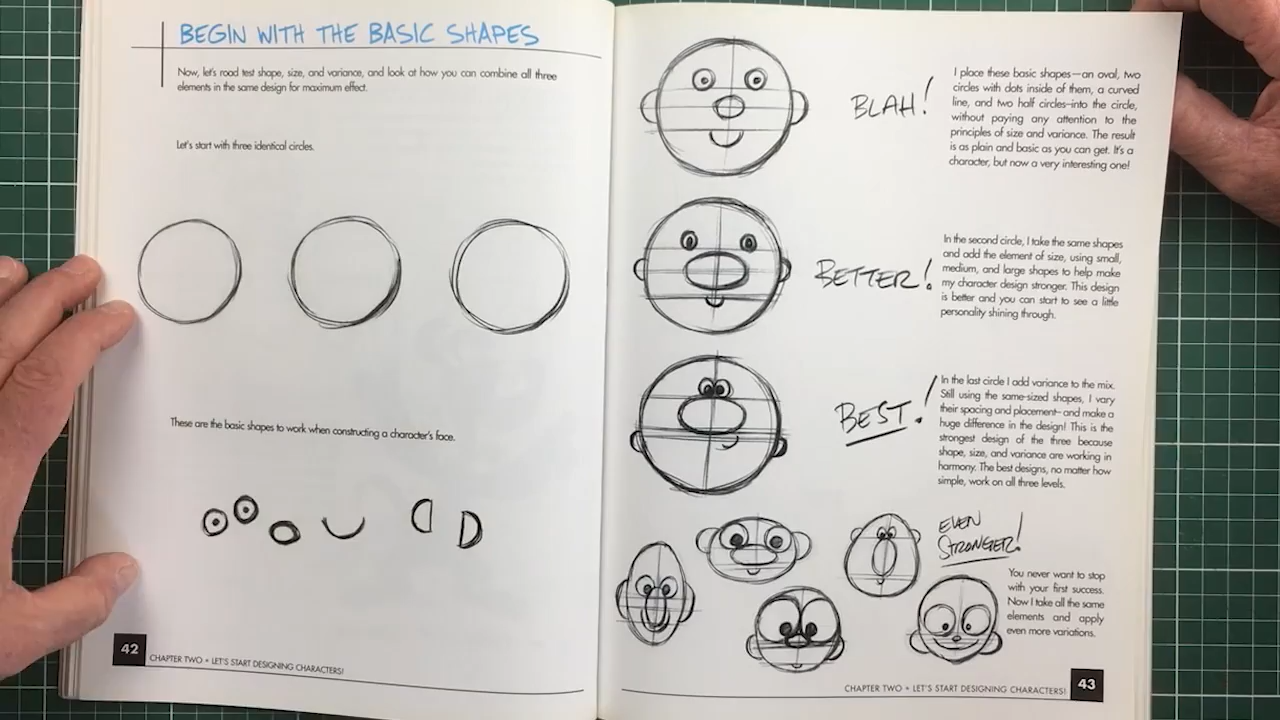 BEGIN WITH THE BASIC SHAPES
Now, let's road test shape, size, and variance, and look at how you can combine all three
elements in the same design for maximum effect.
Let's start with three identical circles.
These are the basic shapes to work when constructing a character's face.
42
CHAPTER TWO • LET'S START DESIGNING CHARACTERS!
BLAH!
I place these basic shapes—an oval, two
circles with dots inside of them, a curved
line, and two half circles—into the circle,
without paying any attention to the
principles of size and variance. The result
is as plain and basic as you can get. It's a
character, but now a very interesting one!
BETTER!
In the second circle, I take the same shapes
and add the element of size, using small,
medium, and large shapes to help make
my character design stronger. This design
is better and you can start to see a little
personality shining through.
BEST!
In the last circle I add variance to the mix.
Still using the same-sized shapes, I vary
their spacing and placement—and make a
huge difference in the design! This is the
strongest design of the three because
shape, size, and variance are working in
harmony. The best designs, no matter how
simple, work on all three levels.
EVEN
STRONGER!
You never want to stop
with your first success.
Now I take all the same
elements and apply
even more variations.
CHAPTER TWO • LET'S START DESIGNING CHARACTERS!
43